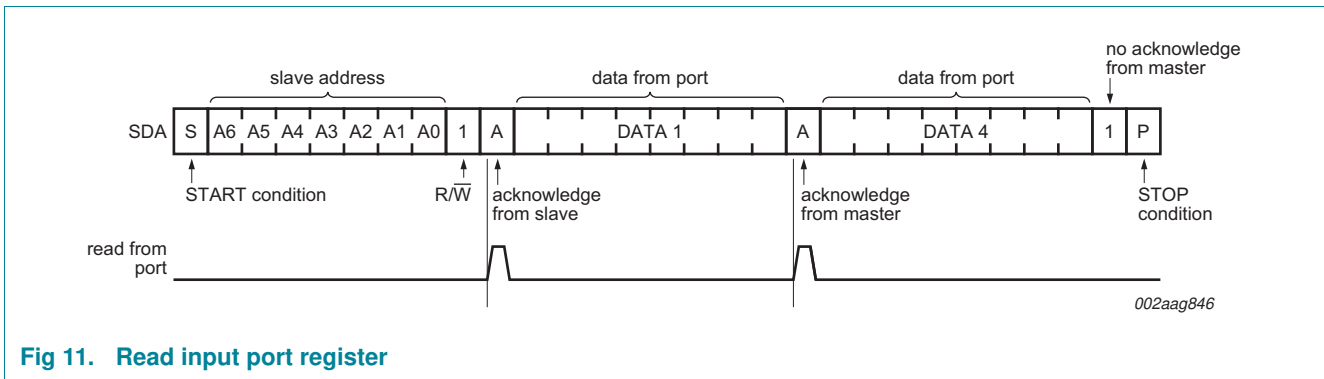 no acknowledge
from master
slave address
data from port
data from port
SDA S A6 A5 A4 A3 A2 A1 A0 1 A DATA 1 A DATA 4 1 P
START condition
R/W̅
acknowledge
from slave
acknowledge
from master
STOP
condition
read from
port
002aag846
Fig 11. Read input port register